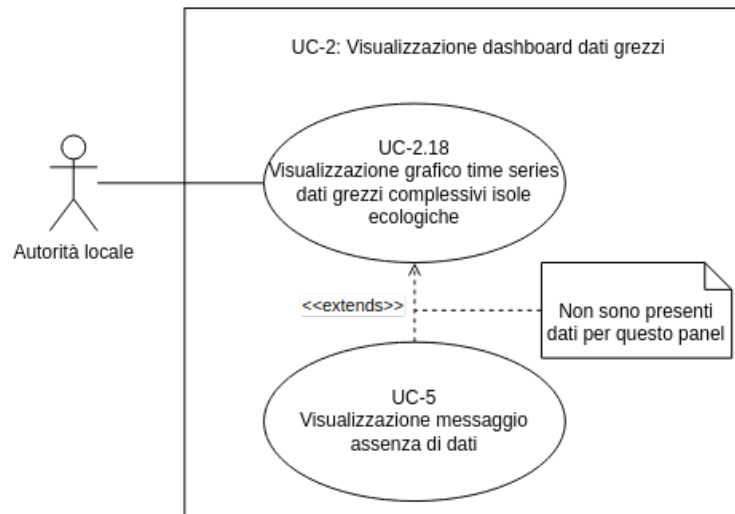 UC-2: Visualizzazione dashboard dati grezzi
UC-2.18
Visualizzazione grafico time series
dati grezzi complessivi isole
ecologiche
Autorità locale
<<extends>>
Non sono presenti
dati per questo panel
UC-5
Visualizzazione messaggio
assenza di dati